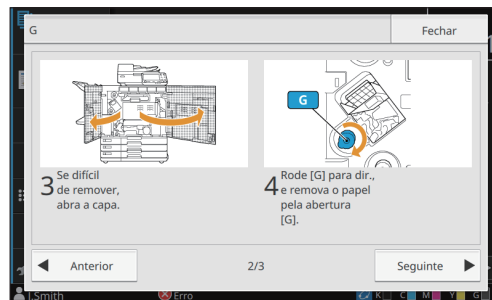 G
Fechar
G
3 Se difícil
de remover,
abra a capa.
4 Rode [G] para dir.,
e remova o papel
pela abertura
[G].
Anterior
2/3
Seguinte
I.Smith
Erro
K C M Y G